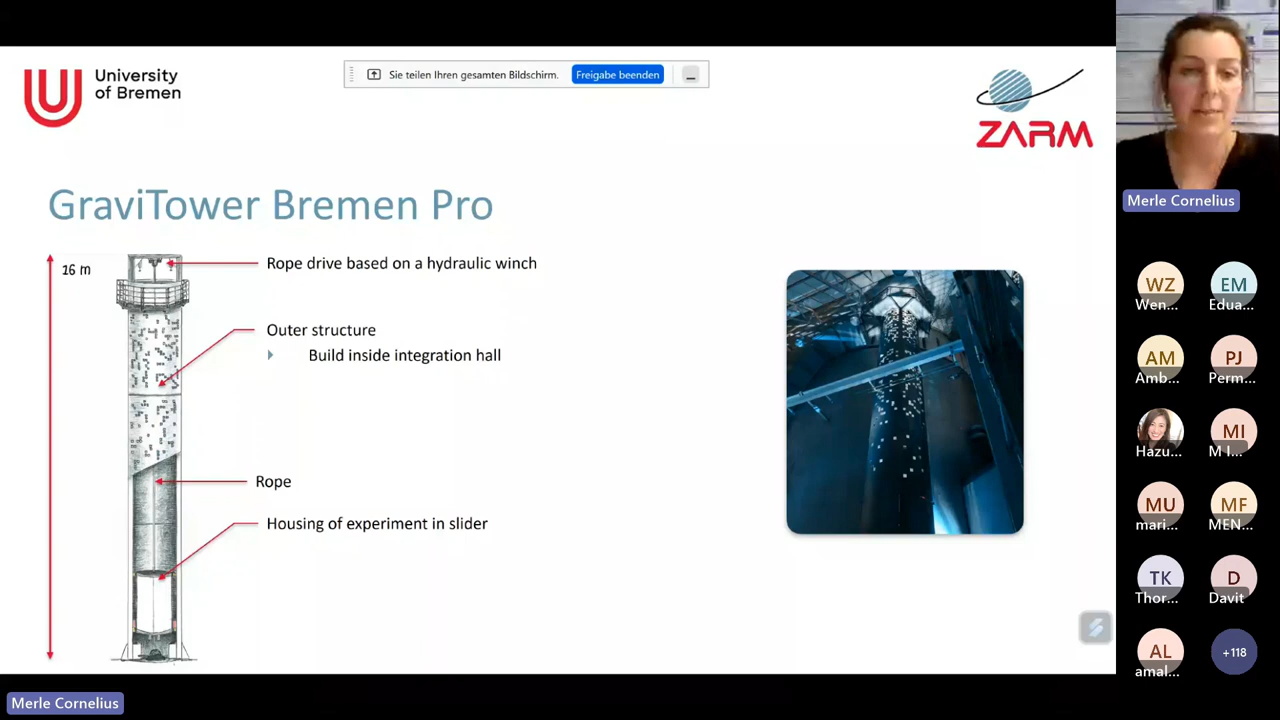 University
of Bremen
Sie teilen Ihren gesamten Bildschirm.
Freigabe beenden
ZARM
GraviTower Bremen Pro
16 m
Rope drive based on a hydraulic winch
Outer structure
Build inside integration hall
Rope
Housing of experiment in slider
Merle Cornelius
WZ
Wen...
EM
Edua...
AM
Amb...
PJ
Perm...
Hazu...
MI
M I...
MU
mari...
MF
MEN...
TK
Thor...
D
Davit
AL
amal...
+118
Merle Cornelius